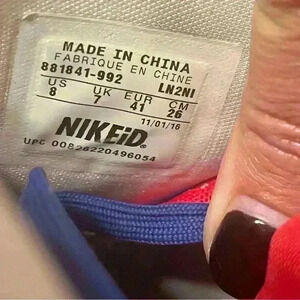 MADE IN CHINA
FABRIQUE EN CHINE
881841-992 LN2NI
US UK EUR CM
8 7 41 26
11/01/16
NIKEiD.
UPC 00826220496054